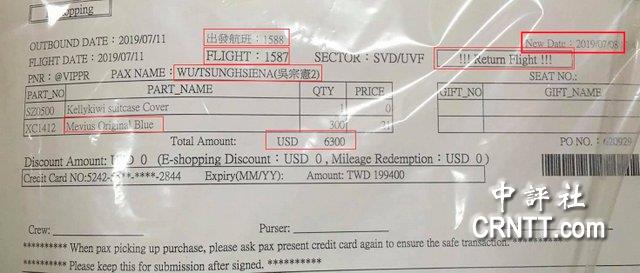 Shopping
OUTBOUND DATE：2019/07/11 出發航班：1588 New Date：2019/07/08
FLIGHT DATE：2019/07/11 FLIGHT：1587 SECTOR：SVD/UVF !!! Return Flight !!!
PNR：@VIPPR PAX NAME：WU/TSUNGHSIENA(吳宗憲2) SEAT NO.：
PART_NO PART_NAME QTY PRICE GIFT_NO GIFT_NAME
SZ0500 Kellykiwi suitcase Cover 1 0
XC1412 Mevius Original Blue 300 21
Total Amount： USD 6300 PO NO.：620929
Discount Amount: USD 0 (E-shopping Discount：USD 0 , Mileage Redemption：USD 0 )
Credit Card NO:5242-****-****-2844 Expiry(MM/YY): Amount: TWD 199400
Crew: Purser:
********** When pax picking up purchase, please ask pax present credit card again to ensure the safe transaction. **********
********** Please keep this for submission after signed. **********
中評社
CRNTT.com